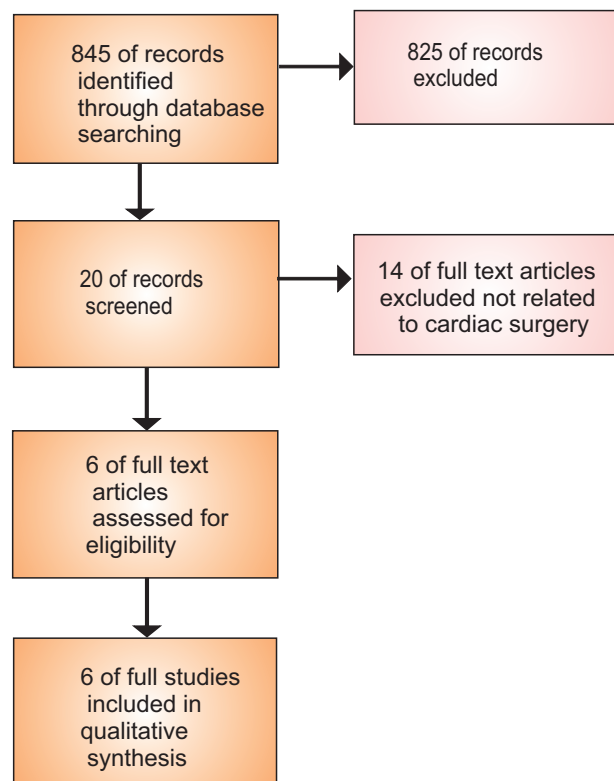 845 of records
identified
through database
searching
825 of records
excluded
20 of records
screened
14 of full text articles
excluded not related
to cardiac surgery
6 of full text
articles
assessed for
eligibility
6 of full studies
included in
qualitative
synthesis